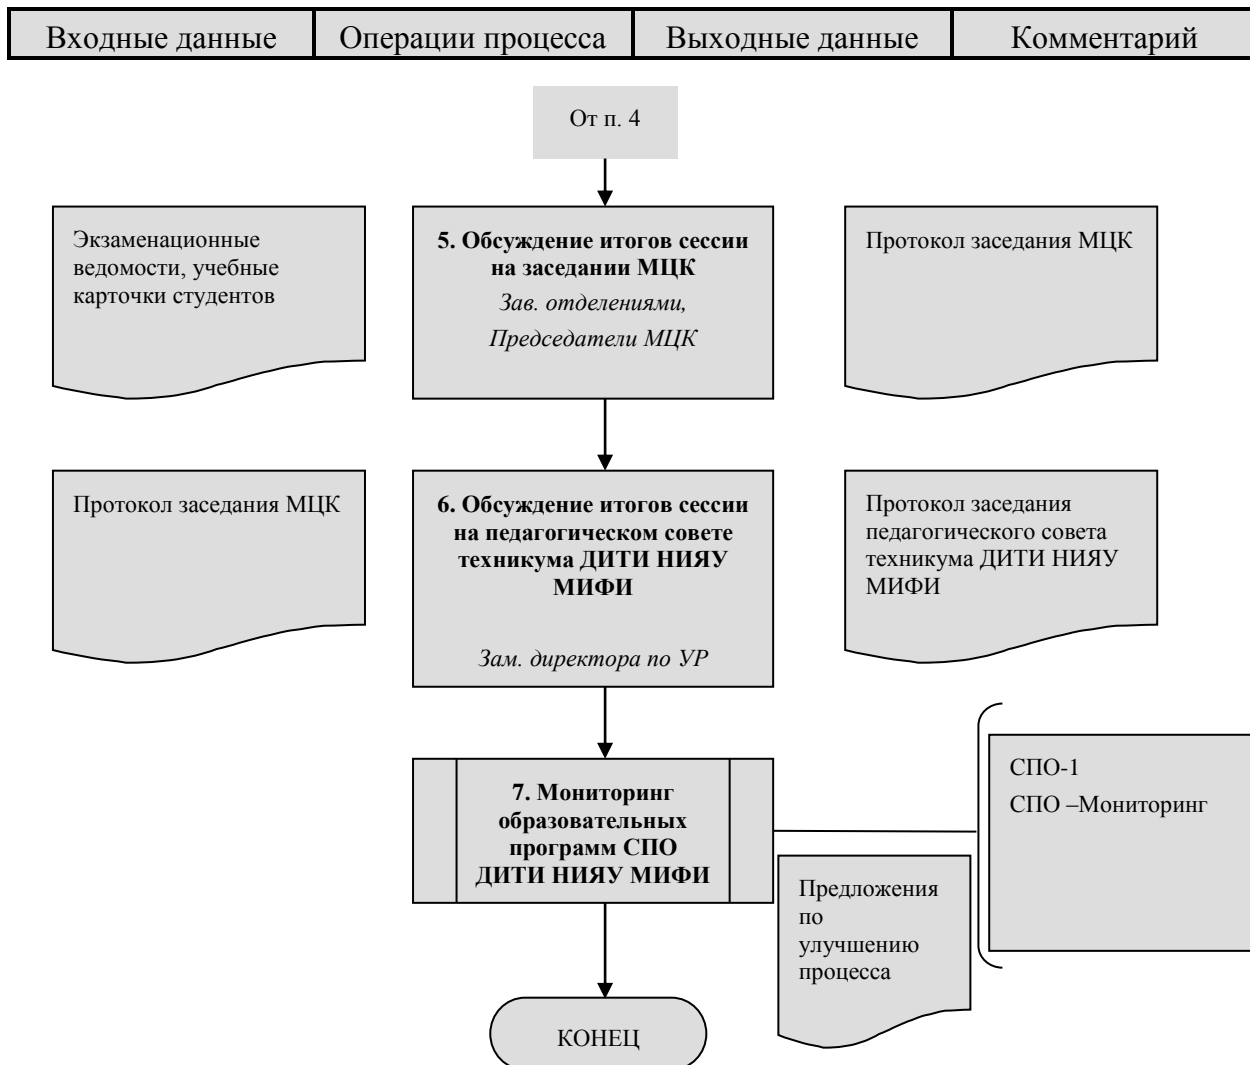 Входные данные
Операции процесса
Выходные данные
Комментарий
От п. 4
Экзаменационные
ведомости, учебные
карточки студентов
5. Обсуждение итогов сессии
на заседании МЦК
Зав. отделениями,
Председатели МЦК
Протокол заседания МЦК
Протокол заседания МЦК
6. Обсуждение итогов сессии
на педагогическом совете
техникума ДИТИ НИЯУ
МИФИ
Зам. директора по УР
Протокол заседания
педагогического совета
техникума ДИТИ НИЯУ
МИФИ
7. Мониторинг
образовательных
программ СПО
ДИТИ НИЯУ МИФИ
СПО-1
СПО –Мониторинг
Предложения
по
улучшению
процесса
КОНЕЦ